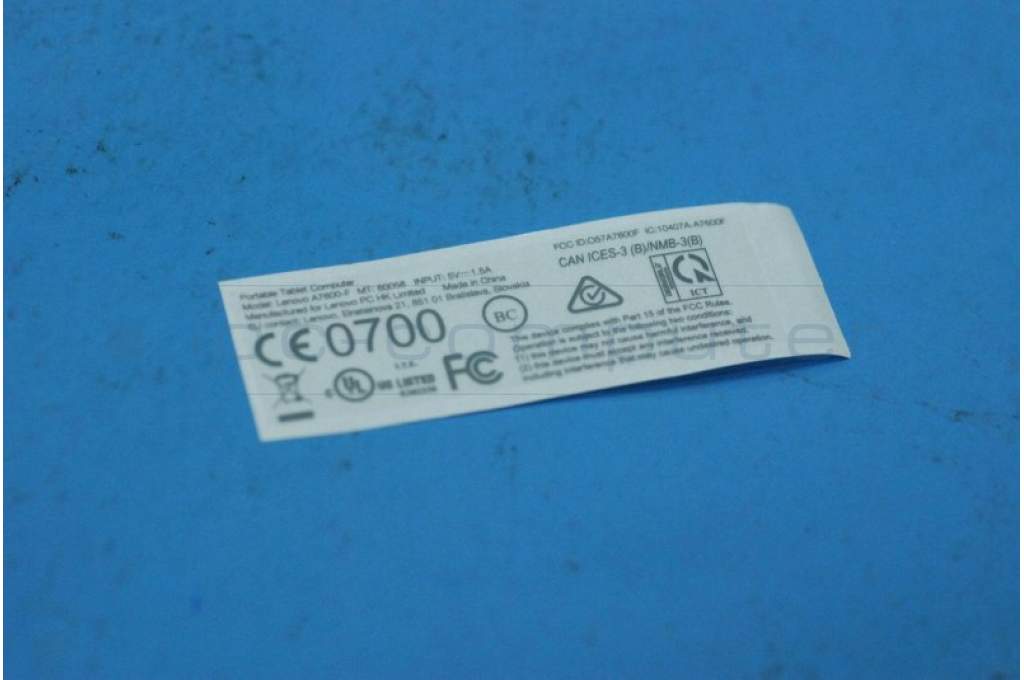 Portable Tablet Computer
Model: Lenovo A7600-F MT: 60058 INPUT: 5V⎓1.5A
Manufactured for Lenovo PC HK Limited Made in China
EU contact: Lenovo, Einsteinova 21, 851 01 Bratislava, Slovakia
CE0700
BC
UL
c US LISTED
I.T.E.
FC
FCC ID:O57A7600F IC:10407A-A7600F
CAN ICES-3 (B)/NMB-3(B)
ICT
This device complies with Part 15 of the FCC Rules.
Operation is subject to the following two conditions:
(1) this device may not cause harmful interference, and
(2) this device must accept any interference received,
including interference that may cause undesired operation.